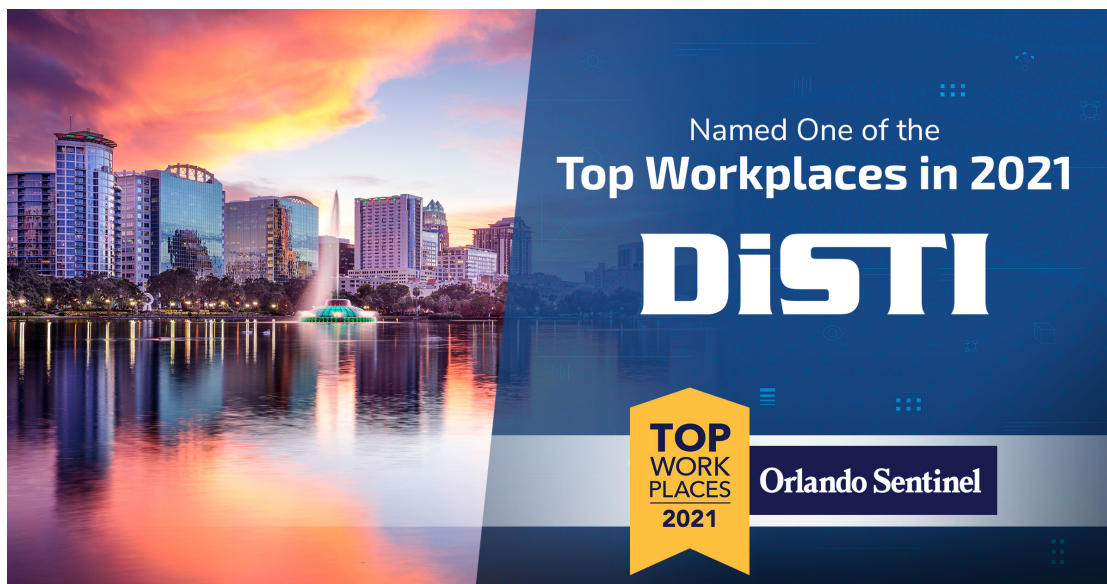 Named One of the
Top Workplaces in 2021
DiSTI
TOP
WORK
PLACES
2021
Orlando Sentinel